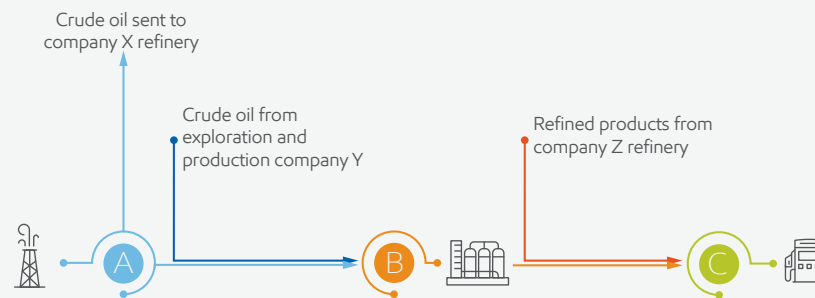 Crude oil sent to
company X refinery
Crude oil from
exploration and
production company Y
Refined products from
company Z refinery
A
B
C